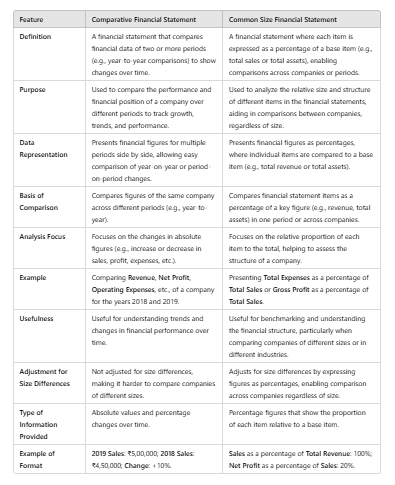 Feature Comparative Financial Statement Common Size Financial Statement
Definition A financial statement that compares A financial statement where each item is
financial data of two or more periods expressed as a percentage of a base item (e.g.,
(e.g., year-to-year comparisons) to show total sales or total assets), enabling
changes over time. comparisons across companies or periods.
Purpose Used to compare the performance and Used to analyze the relative size and structure
financial position of a company over of different items in the financial statements,
different periods to track growth, aiding in comparisons between companies,
trends, and performance. regardless of size.
Data Presents financial figures for multiple Presents financial figures as percentages,
Representation periods side by side, allowing easy where individual items are compared to a base
comparison of year-on-year or period- item (e.g., total revenue or total assets).
on-period changes.
Basis of Compares figures of the same company Compares financial statement items as
Comparison across different periods (e.g., year-to- percentage of a key figure (e.g., revenue, total
year). assets) in one period or across companies.
Analysis Focus Focuses on the changes in absolute Focuses on the relative proportion of each
figures (e.g., increase or decrease in item to the total, helping to assess the
sales, profit, expenses, etc.). structure of a company.
Example Comparing Revenue, Net Profit, Presenting Total Expenses as a percentage of
Operating Expenses, etc., of a company Total Sales or Gross Profit as a percentage of
for the years 2018 and 2019. Total Sales.
Usefulness Useful for understanding trends and Useful for benchmarking and understanding
changes in financial performance over the financial structure, particularly when
time. comparing companies of different sizes or in
different industries.
Adjustment for Not adjusted for size differences, Adjusts for size differences by expressing
Size Differences making it harder to compare companies figures as percentages, enabling comparison
of different sizes. across companies regardless of size.
Type of Absolute values and percentage Percentage figures that show the proportion
Information changes over time. of each item relative to a base item.
Provided
Example of 2019 Sales: ₹5,00,000; 2018 Sales: Sales as a percentage of Total Revenue: 100%;
Format ₹4,50,000; Change: +10%. Net Profit as a percentage of Sales: 20%.